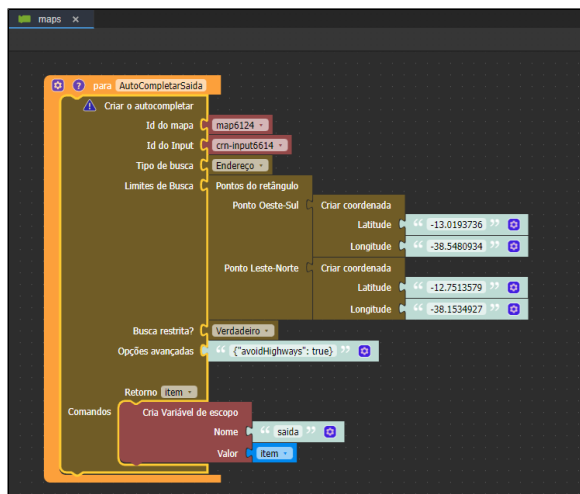 maps ×
? para AutoCompletarSaida
Criar o autocompletar
Id do mapa map6124
Id do Input crn-input6614
Tipo de busca Endereço
Limites de Busca Pontos do retângulo
Ponto Oeste-Sul Criar coordenada
Latitude “ -13.0193736 ”
Longitude “ -38.5480934 ”
Ponto Leste-Norte Criar coordenada
Latitude “ -12.7513579 ”
Longitude “ -38.1534927 ”
Busca restrita? Verdadeiro
Opções avançadas “ {"avoidHighways": true} ”
Retorno item
Comandos Cria Variável de escopo
Nome “ saida ”
Valor item